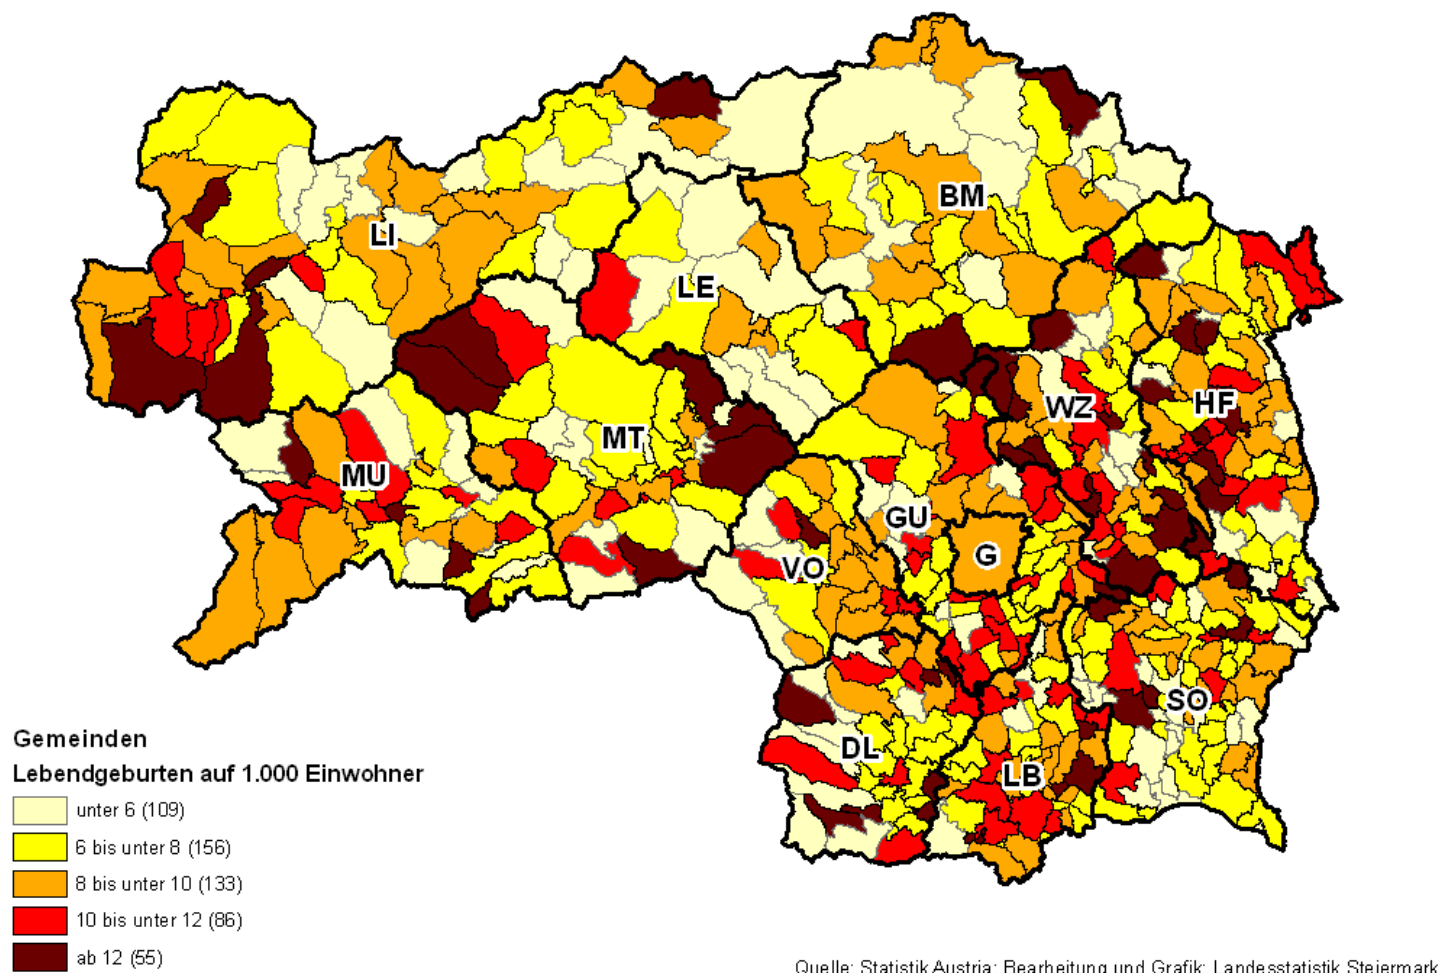 BM
LI
LE
WZ
HF
MT
MU
GU
G
VO
SO
DL
LB
Gemeinden
Lebendgeburten auf 1.000 Einwohner
unter 6 (109)
6 bis unter 8 (156)
8 bis unter 10 (133)
10 bis unter 12 (86)
ab 12 (55)
Quelle: Statistik Austria; Bearbeitung und Grafik: Landesstatistik Steiermark